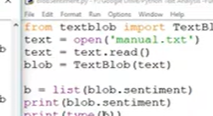 File Edit Format Run Options Window Help
from textblob import TextBl
text = open('manual.txt')
text = text.read()
blob = TextBlob(text)
b = list(blob.sentiment)
print(blob.sentiment)
print(type(b))